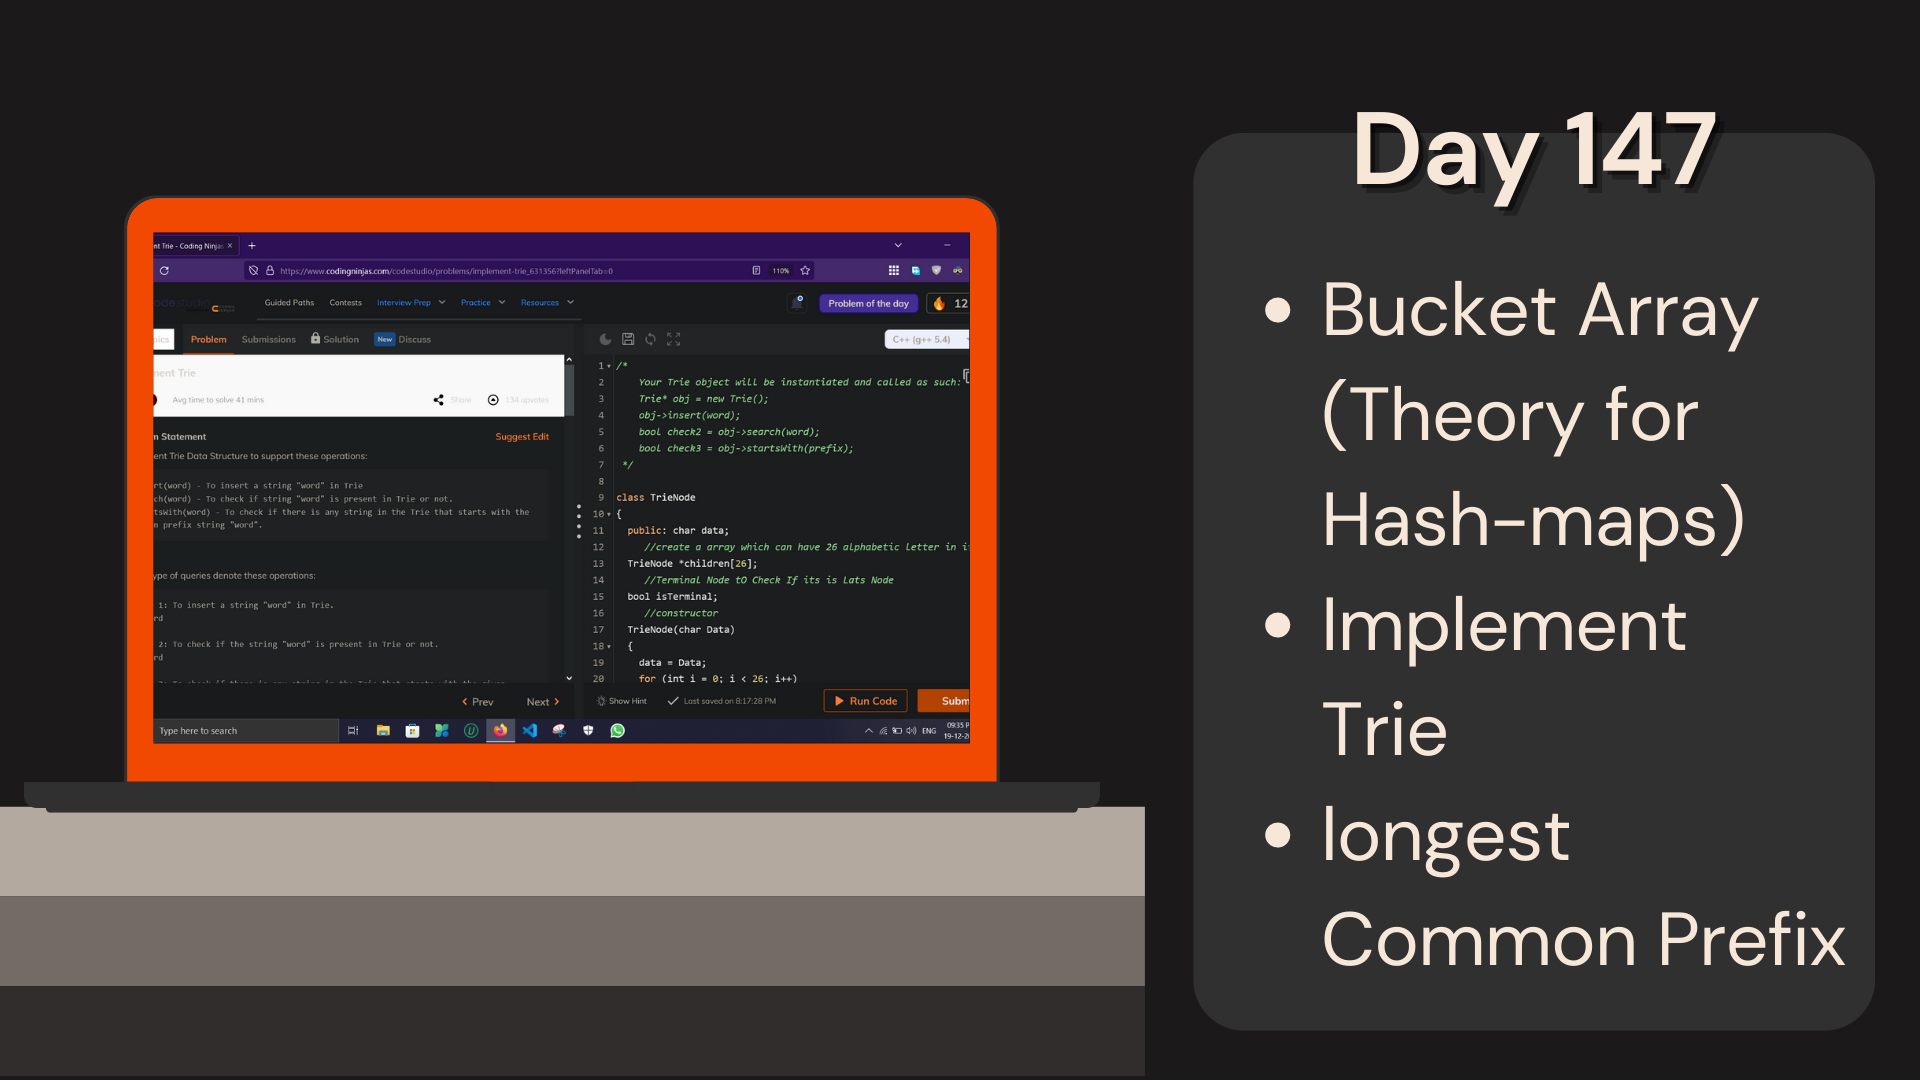 Day 147
• Bucket Array
(Theory for
Hash-maps)
• Implement
Trie
• longest
Common Prefix
nt Trie - Coding Ninjas
https://www.codingninjas.com/codestudio/problems/implement-trie_631356?leftPanelTab=0
110%
Guided Paths Contests Interview Prep Practice Resources
Problem of the day
12
Problem Submissions Solution New Discuss
C++ (g++ 5.4)
ment Trie
Avg time to solve 41 mins
Share
134 upvotes
m Statement
Suggest Edit
ent Trie Data Structure to support these operations:
rt(word) - To insert a string "word" in Trie
ch(word) - To check if string "word" is present in Trie or not.
tsWith(word) - To check if there is any string in the Trie that starts with the
n prefix string "word".
ype of queries denote these operations:
1: To insert a string "word" in Trie.
rd
2: To check if the string "word" is present in Trie or not.
rd
Prev Next
1 /*
2 Your Trie object will be instantiated and called as such:
3 Trie* obj = new Trie();
4 obj->insert(word);
5 bool check2 = obj->search(word);
6 bool check3 = obj->startsWith(prefix);
7 */
8
9 class TrieNode
10 {
11 public: char data;
12 //create a array which can have 26 alphabetic letter in i
13 TrieNode *children[26];
14 //Terminal Node tO Check If its is Lats Node
15 bool isTerminal;
16 //constructor
17 TrieNode(char Data)
18 {
19 data = Data;
20 for (int i = 0; i < 26; i++)
Show Hint
Last saved on 8:17:28 PM
Run Code
Subm
Type here to search
ENG
09:35 P
19-12-2